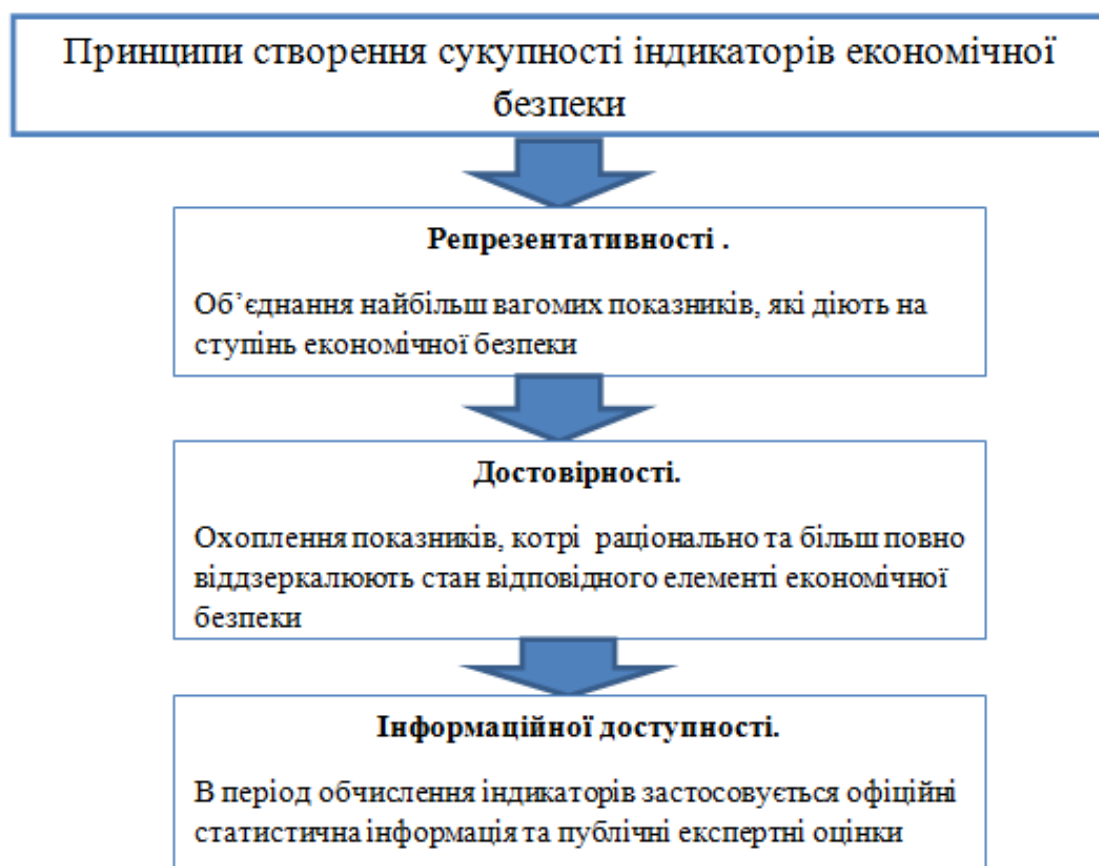 Принципи створення сукупності індикаторів економічної
безпеки
Репрезентативності .
Об’єднання найбільш вагомих показників, які діють на
ступінь економічної безпеки
Достовірності.
Охоплення показників, котрі раціонально та більш повно
віддзеркалюють стан відповідного елементі економічної
безпеки
Інформаційної доступності.
В період обчислення індикаторів застосовується офіційні
статистична інформація та публічні експертні оцінки